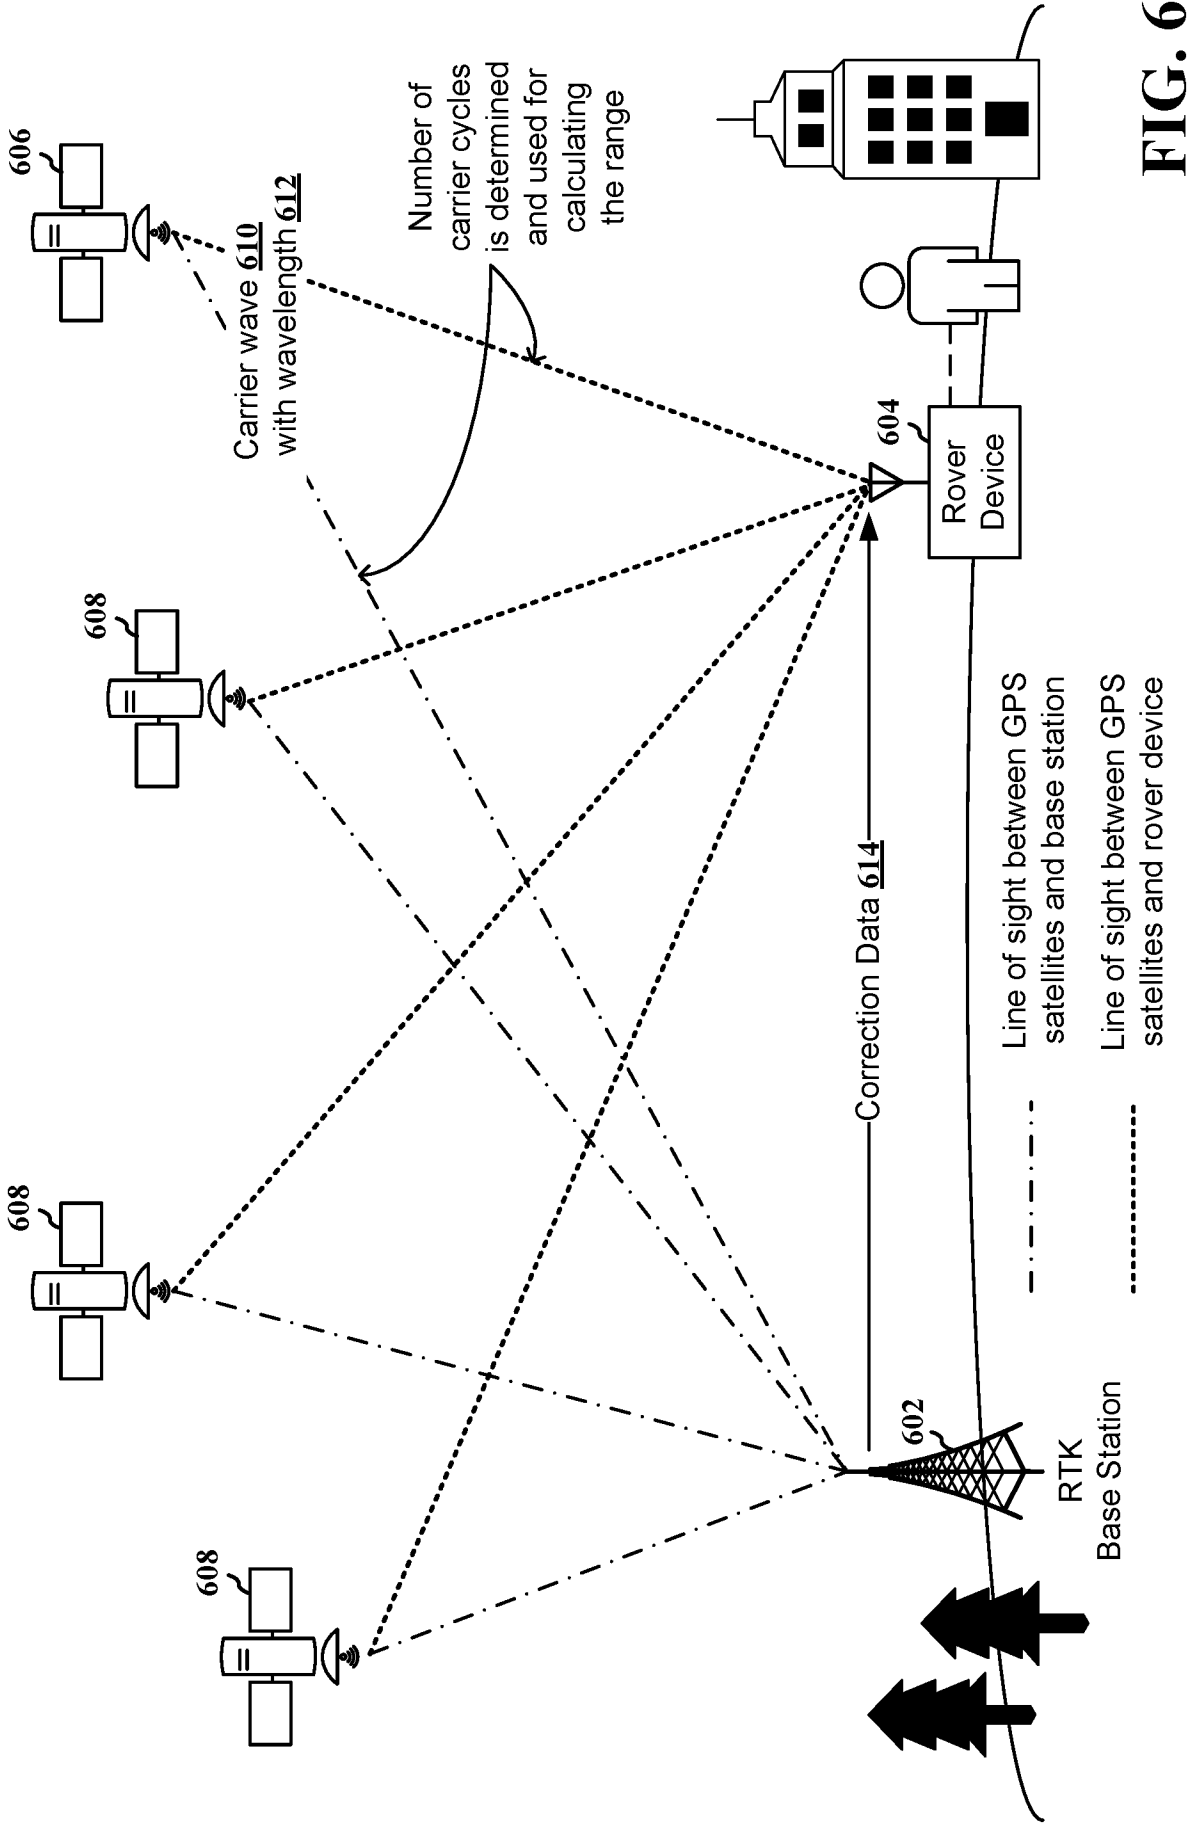 608
608
608
606
Carrier wave 610
with wavelength 612
Number of
carrier cycles
is determined
and used for
calculating
the range
Correction Data 614
602
604
Rover
Device
RTK
Base Station
Line of sight between GPS
satellites and base station
Line of sight between GPS
satellites and rover device
FIG. 6